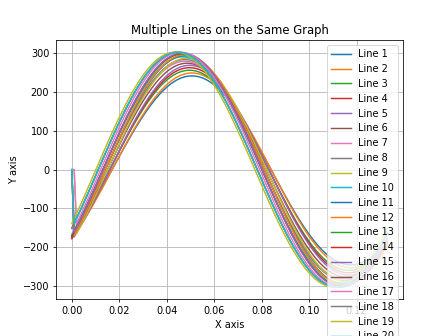 Multiple Lines on the Same Graph
300
200
100
0
−100
−200
−300
Y axis
0.00
0.02
0.04
0.06
0.08
0.10
X axis
Line 1
Line 2
Line 3
Line 4
Line 5
Line 6
Line 7
Line 8
Line 9
Line 10
Line 11
Line 12
Line 13
Line 14
Line 15
Line 16
Line 17
Line 18
Line 19
Line 20